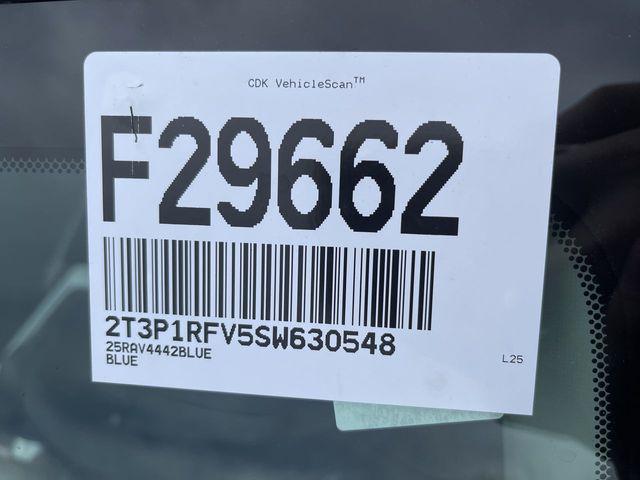 CDK VehicleScan™
F29662
2T3P1RFV5SW630548
25RAV4442BLUE
BLUE
L25